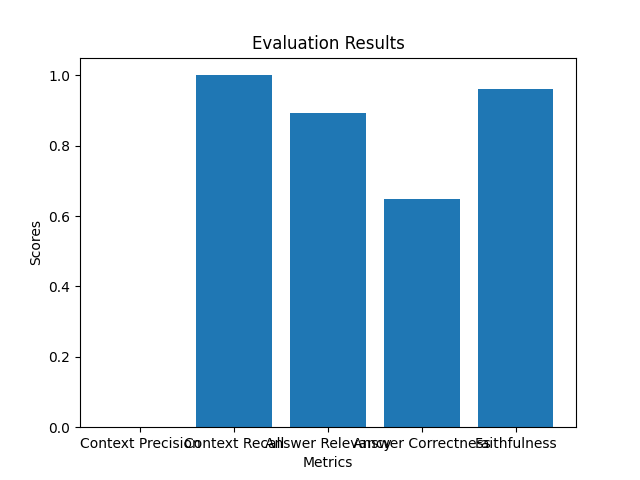 Evaluation Results
1.0
0.8
0.6
0.4
0.2
0.0
Scores
Context Precision Context Recall Answer Relevancy Answer Correctness Faithfulness
Metrics